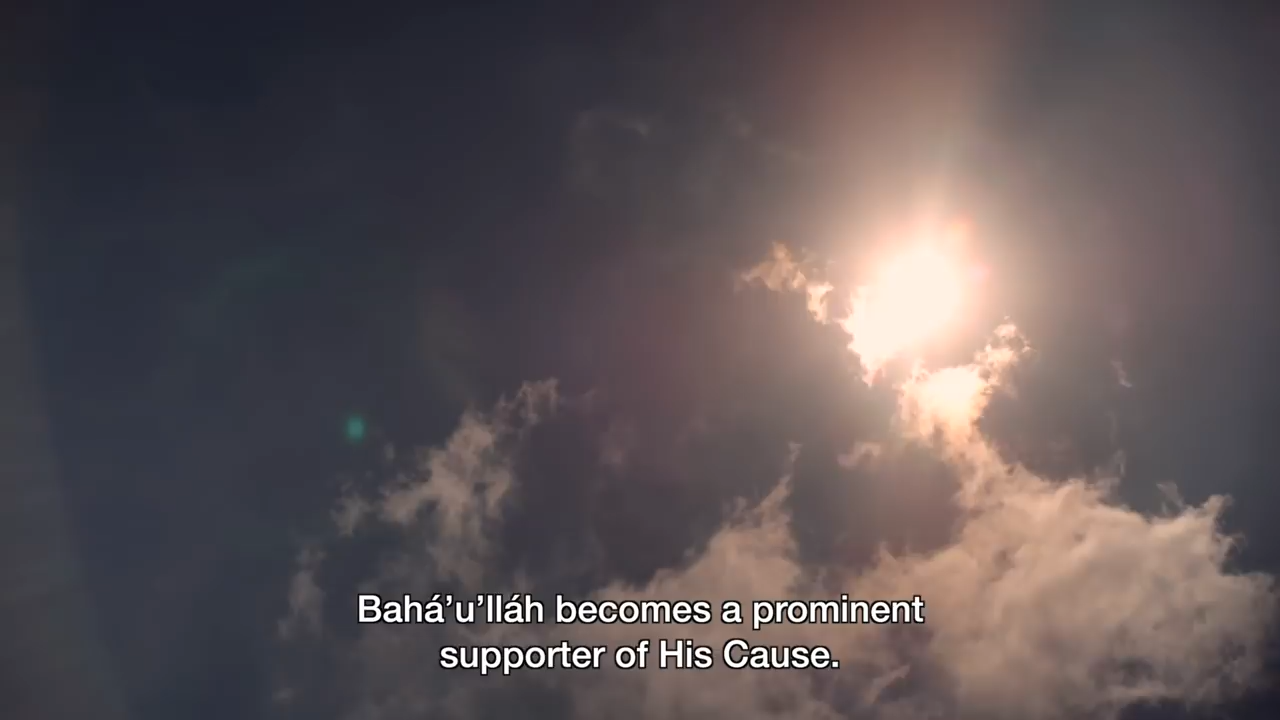 Bahá’u’lláh becomes a prominent
supporter of His Cause.